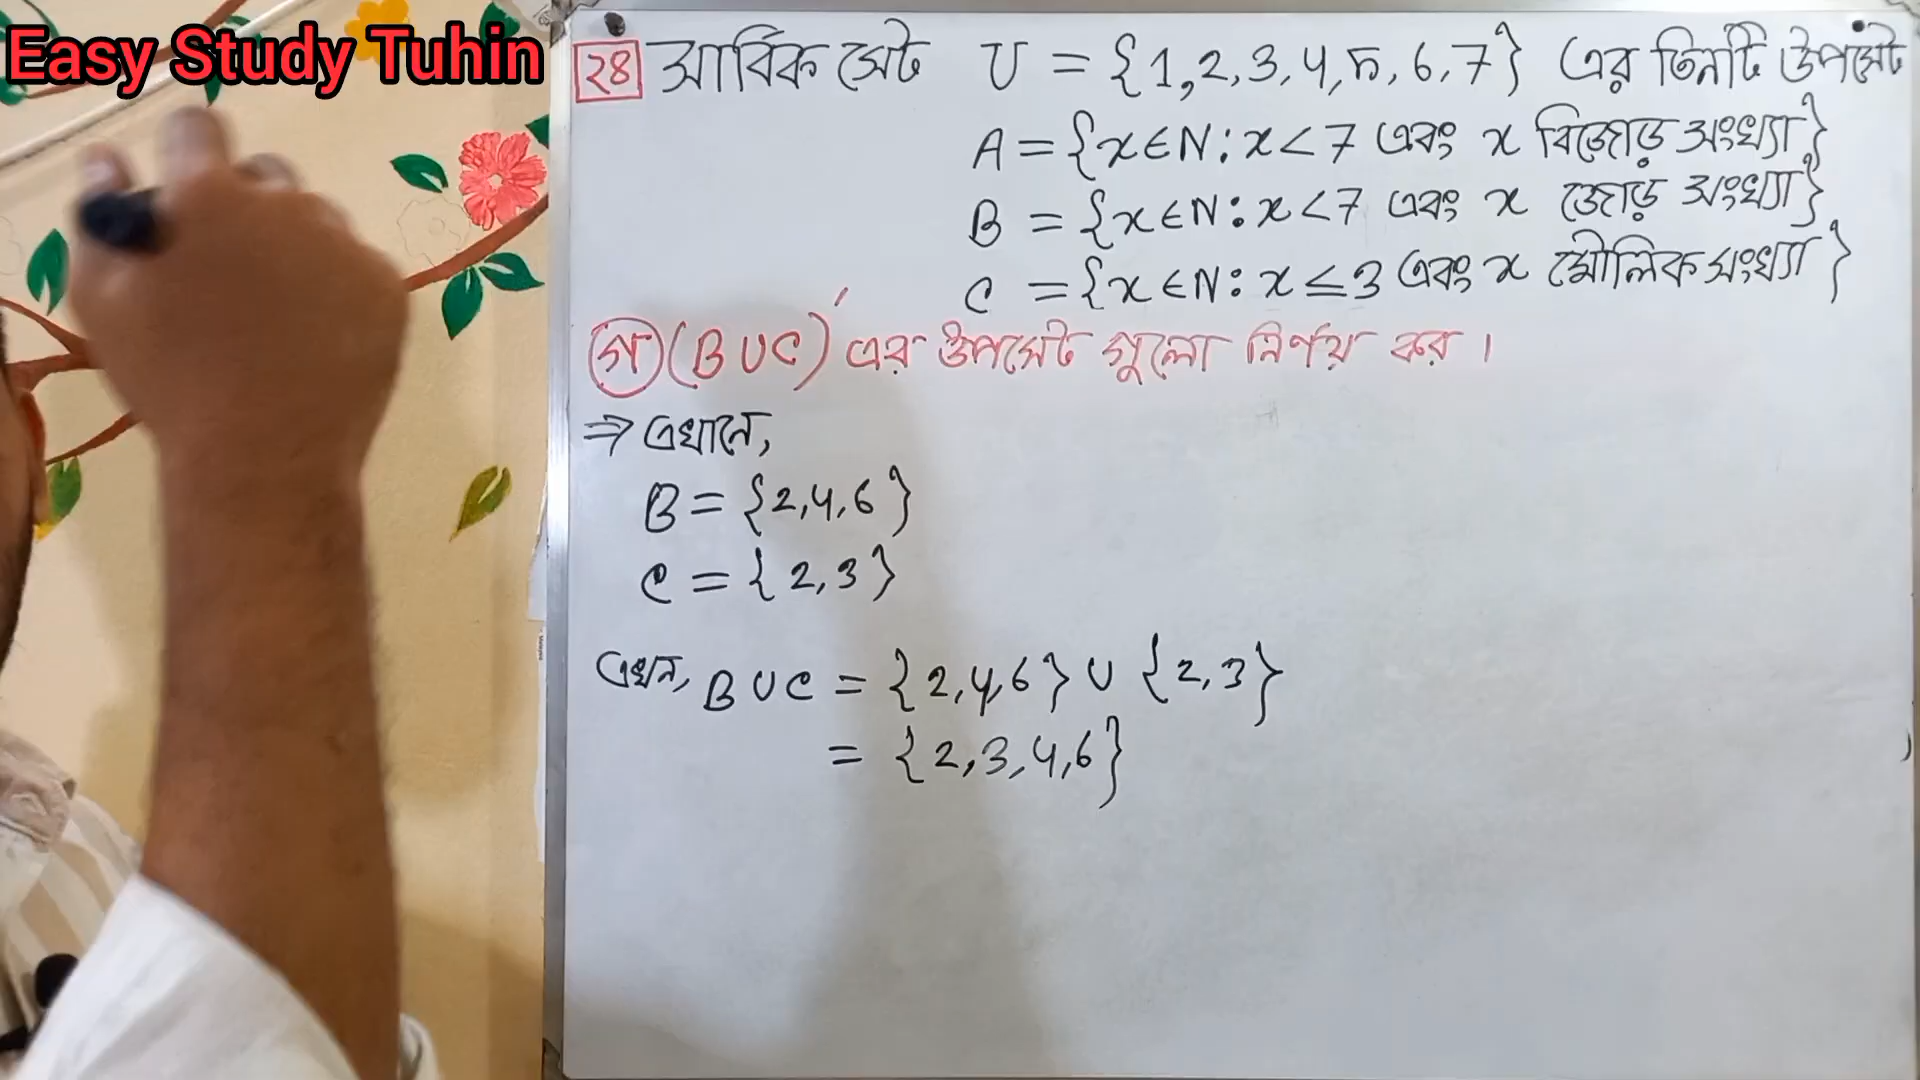 Easy Study Tuhin
২৪ সার্বিক সেট U = {1,2,3,4,5,6,7} এর তিনটি উপসেট
A = {x∈N: x<7 এবং x বিজোড় সংখ্যা}
B = {x∈N: x<7 এবং x জোড় সংখ্যা}
C = {x∈N: x≤3 এবং x মৌলিক সংখ্যা}
গ (B∪C)′ এর উপসেট গুলো নির্ণয় কর।
⇒ এখানে,
B = {2,4,6}
C = {2,3}
এখন, B∪C = {2,4,6} ∪ {2,3}
= {2,3,4,6}